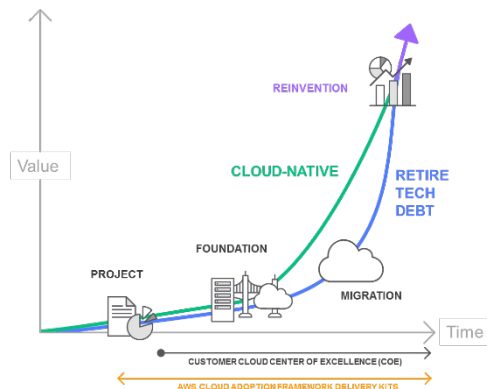 REINVENTION
Value
CLOUD-NATIVE
RETIRE
TECH
DEBT
FOUNDATION
PROJECT
MIGRATION
Time
CUSTOMER CLOUD CENTER OF EXCELLENCE (COE)
AWS CLOUD ADOPTION FRAMEWORK DELIVERY KITS